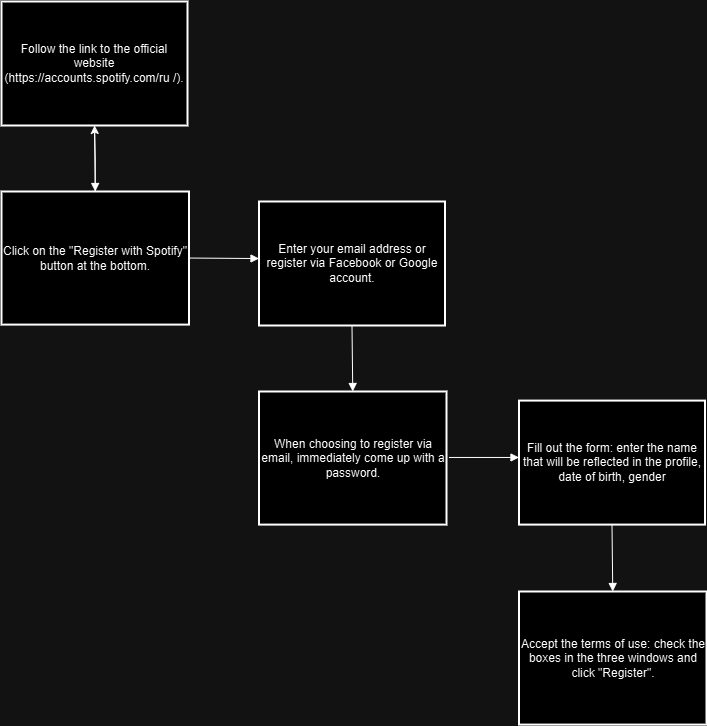 Follow the link to the official
website
(https://accounts.spotify.com/ru /).
Click on the "Register with Spotify"
button at the bottom.
Enter your email address or
register via Facebook or Google
account.
When choosing to register via
email, immediately come up with a
password.
Fill out the form: enter the name
that will be reflected in the profile,
date of birth, gender
Accept the terms of use: check the
boxes in the three windows and
click "Register".